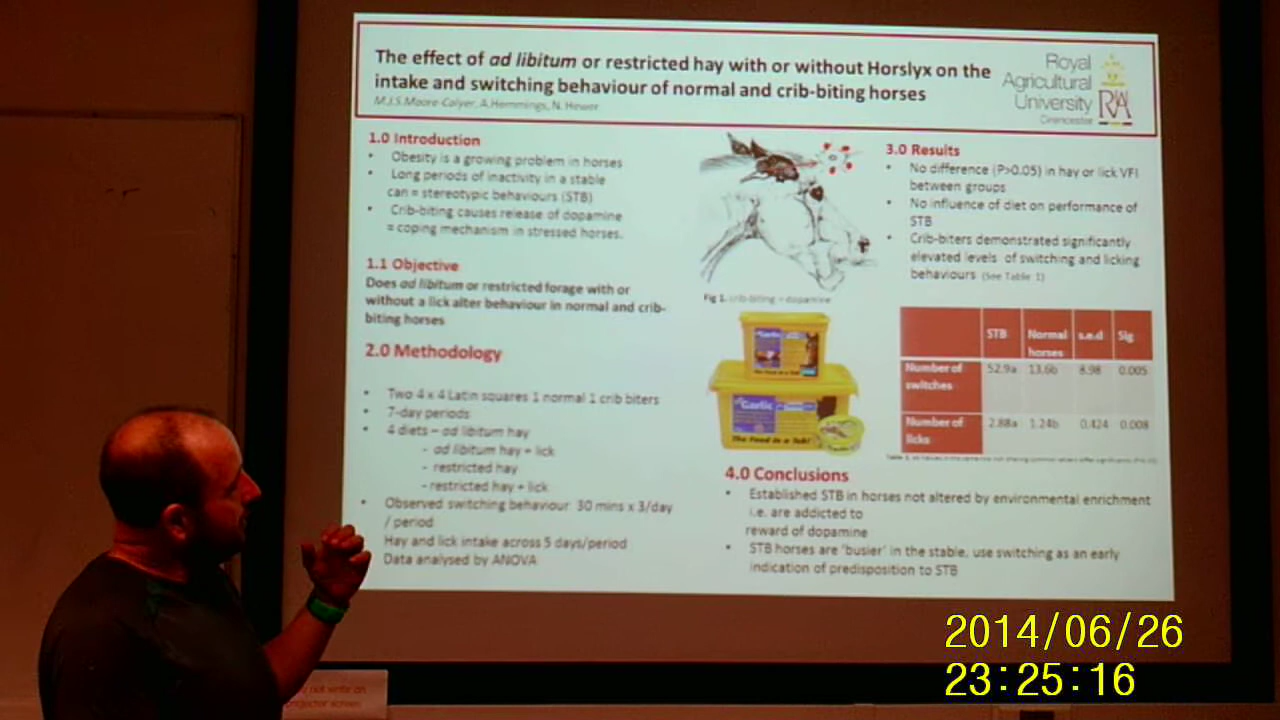 The effect of ad libitum or restricted hay with or without Horslyx on the
intake and switching behaviour of normal and crib-biting horses
M.J.S.Moore-Colyer, A.Hemmings, N. Hewer
Royal
Agricultural
University
Cirencester
RAU
1.0 Introduction
• Obesity is a growing problem in horses
• Long periods of inactivity in a stable
can = stereotypic behaviours (STB)
• Crib-biting causes release of dopamine
= coping mechanism in stressed horses.
1.1 Objective
Does ad libitum or restricted forage with or
without a lick alter behaviour in normal and crib-
biting horses
2.0 Methodology
• Two 4 x 4 Latin squares 1 normal 1 crib biters
• 7-day periods
• 4 diets – ad libitum hay
- ad libitum hay + lick
- restricted hay
- restricted hay + lick
• Observed switching behaviour 30 mins x 3/day
/ period
Hay and lick intake across 5 days/period
Data analysed by ANOVA
Fig 1. crib-biting = dopamine
Garlic
Garlic
The Feed in a Lick!
3.0 Results
• No difference (P>0.05) in hay or lick VFI
between groups
• No influence of diet on performance of
STB
• Crib-biters demonstrated significantly
elevated levels of switching and licking
behaviours (See Table 1)
STB Normal horses s.e.d Sig
Number of switches 52.9a 13.6b 8.98 0.005
Number of licks 2.88a 1.24b 0.424 0.008
4.0 Conclusions
• Established STB in horses not altered by environmental enrichment
i.e. are addicted to
reward of dopamine
• STB horses are 'busier' in the stable, use switching as an early
indication of predisposition to STB
not write on
projector screen
2014/06/26
23:25:16